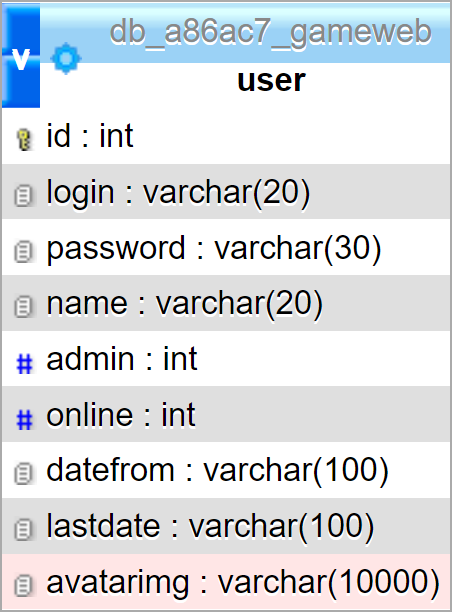 v db_a86ac7_gameweb
user
id : int
login : varchar(20)
password : varchar(30)
name : varchar(20)
# admin : int
# online : int
datefrom : varchar(100)
lastdate : varchar(100)
avatarimg : varchar(10000)